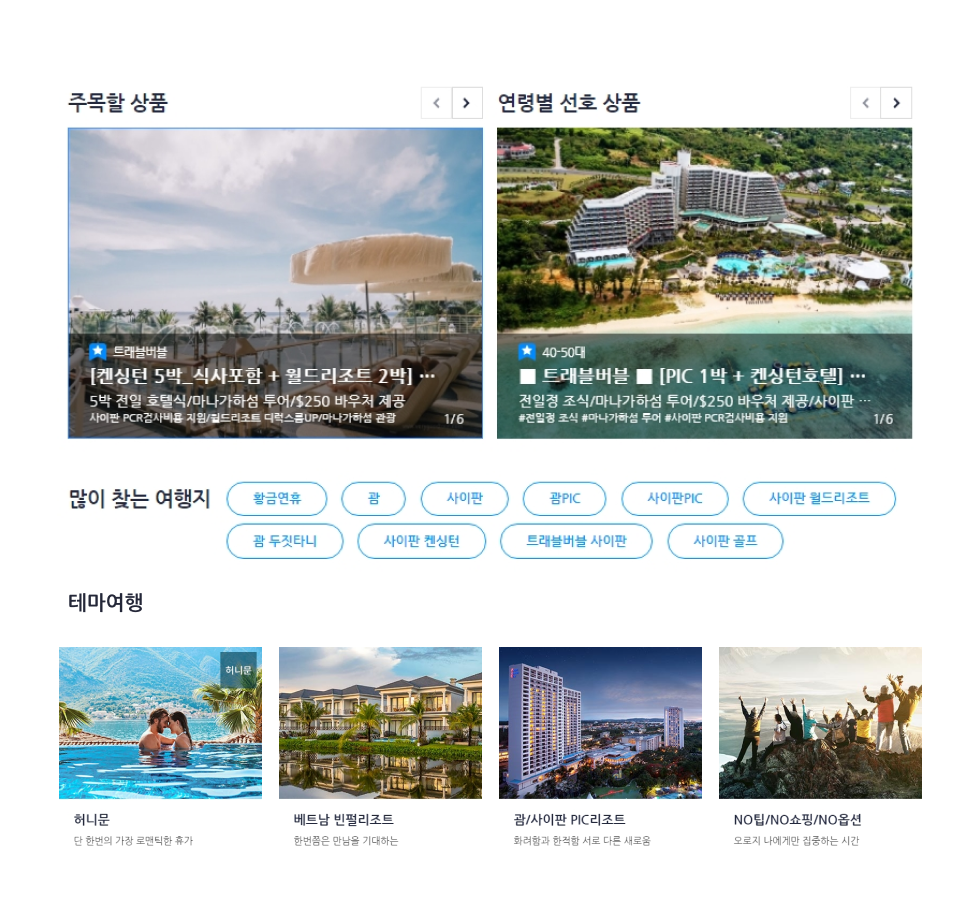 주목할 상품
트래블버블
[켄싱턴 5박_식사포함 + 월드리조트 2박] ···
5박 전일 호텔식/마나가하섬 투어/$250 바우처 제공
사이판 PCR검사비용 지원/월드리조트 디럭스룸UP/마나가하섬 관광
1/6
연령별 선호 상품
40-50대
■ 트래블버블 ■ [PIC 1박 + 켄싱턴호텔] ···
전일정 조식/마나가하섬 투어/$250 바우처 제공/사이판 ···
#전일정 조식 #마나가하섬 투어 #사이판 PCR검사비용 지원
1/6
많이 찾는 여행지
황금연휴
괌
사이판
괌PIC
사이판PIC
사이판 월드리조트
괌 두짓타니
사이판 켄싱턴
트래블버블 사이판
사이판 골프
테마여행
허니문
허니문
단 한번의 가장 로맨틱한 휴가
베트남 빈펄리조트
한번쯤은 만남을 기대하는
괌/사이판 PIC리조트
화려함과 한적함 서로 다른 새로움
NO팁/NO쇼핑/NO옵션
오로지 나에게만 집중하는 시간